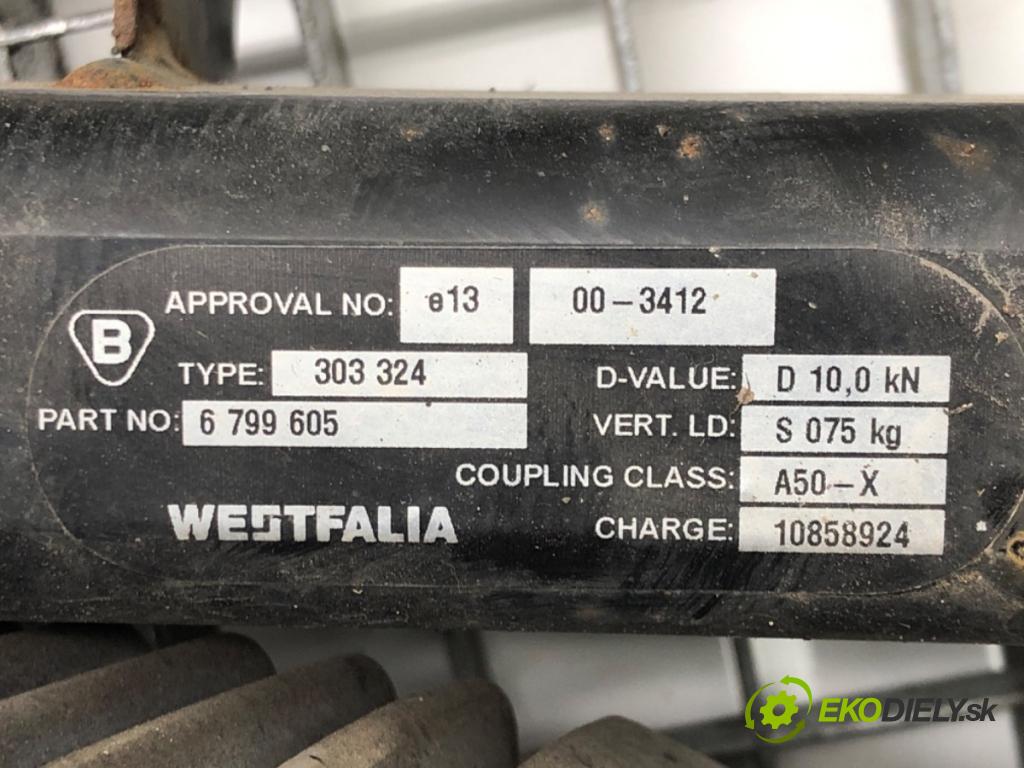 APPROVAL NO: e13 00-3412
B
TYPE: 303 324
PART NO: 6 799 605
D-VALUE: D 10,0 kN
VERT. LD: S 075 kg
COUPLING CLASS: A50-X
CHARGE: 10858924
WESTFALIA
EKODIELY.sk